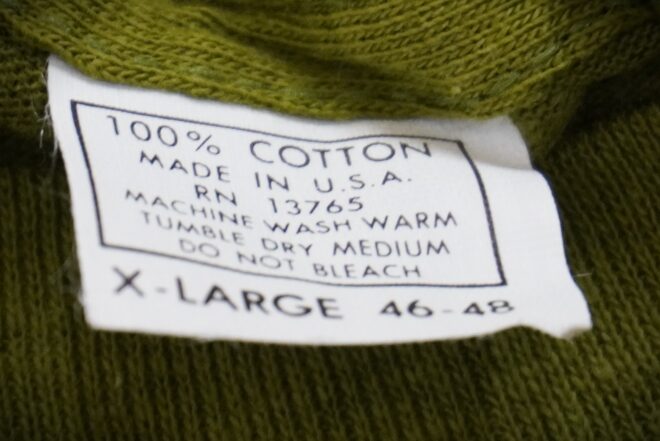 100% COTTON
MADE IN U.S.A.
RN 13765
MACHINE WASH WARM
TUMBLE DRY MEDIUM
DO NOT BLEACH
X-LARGE 46-48